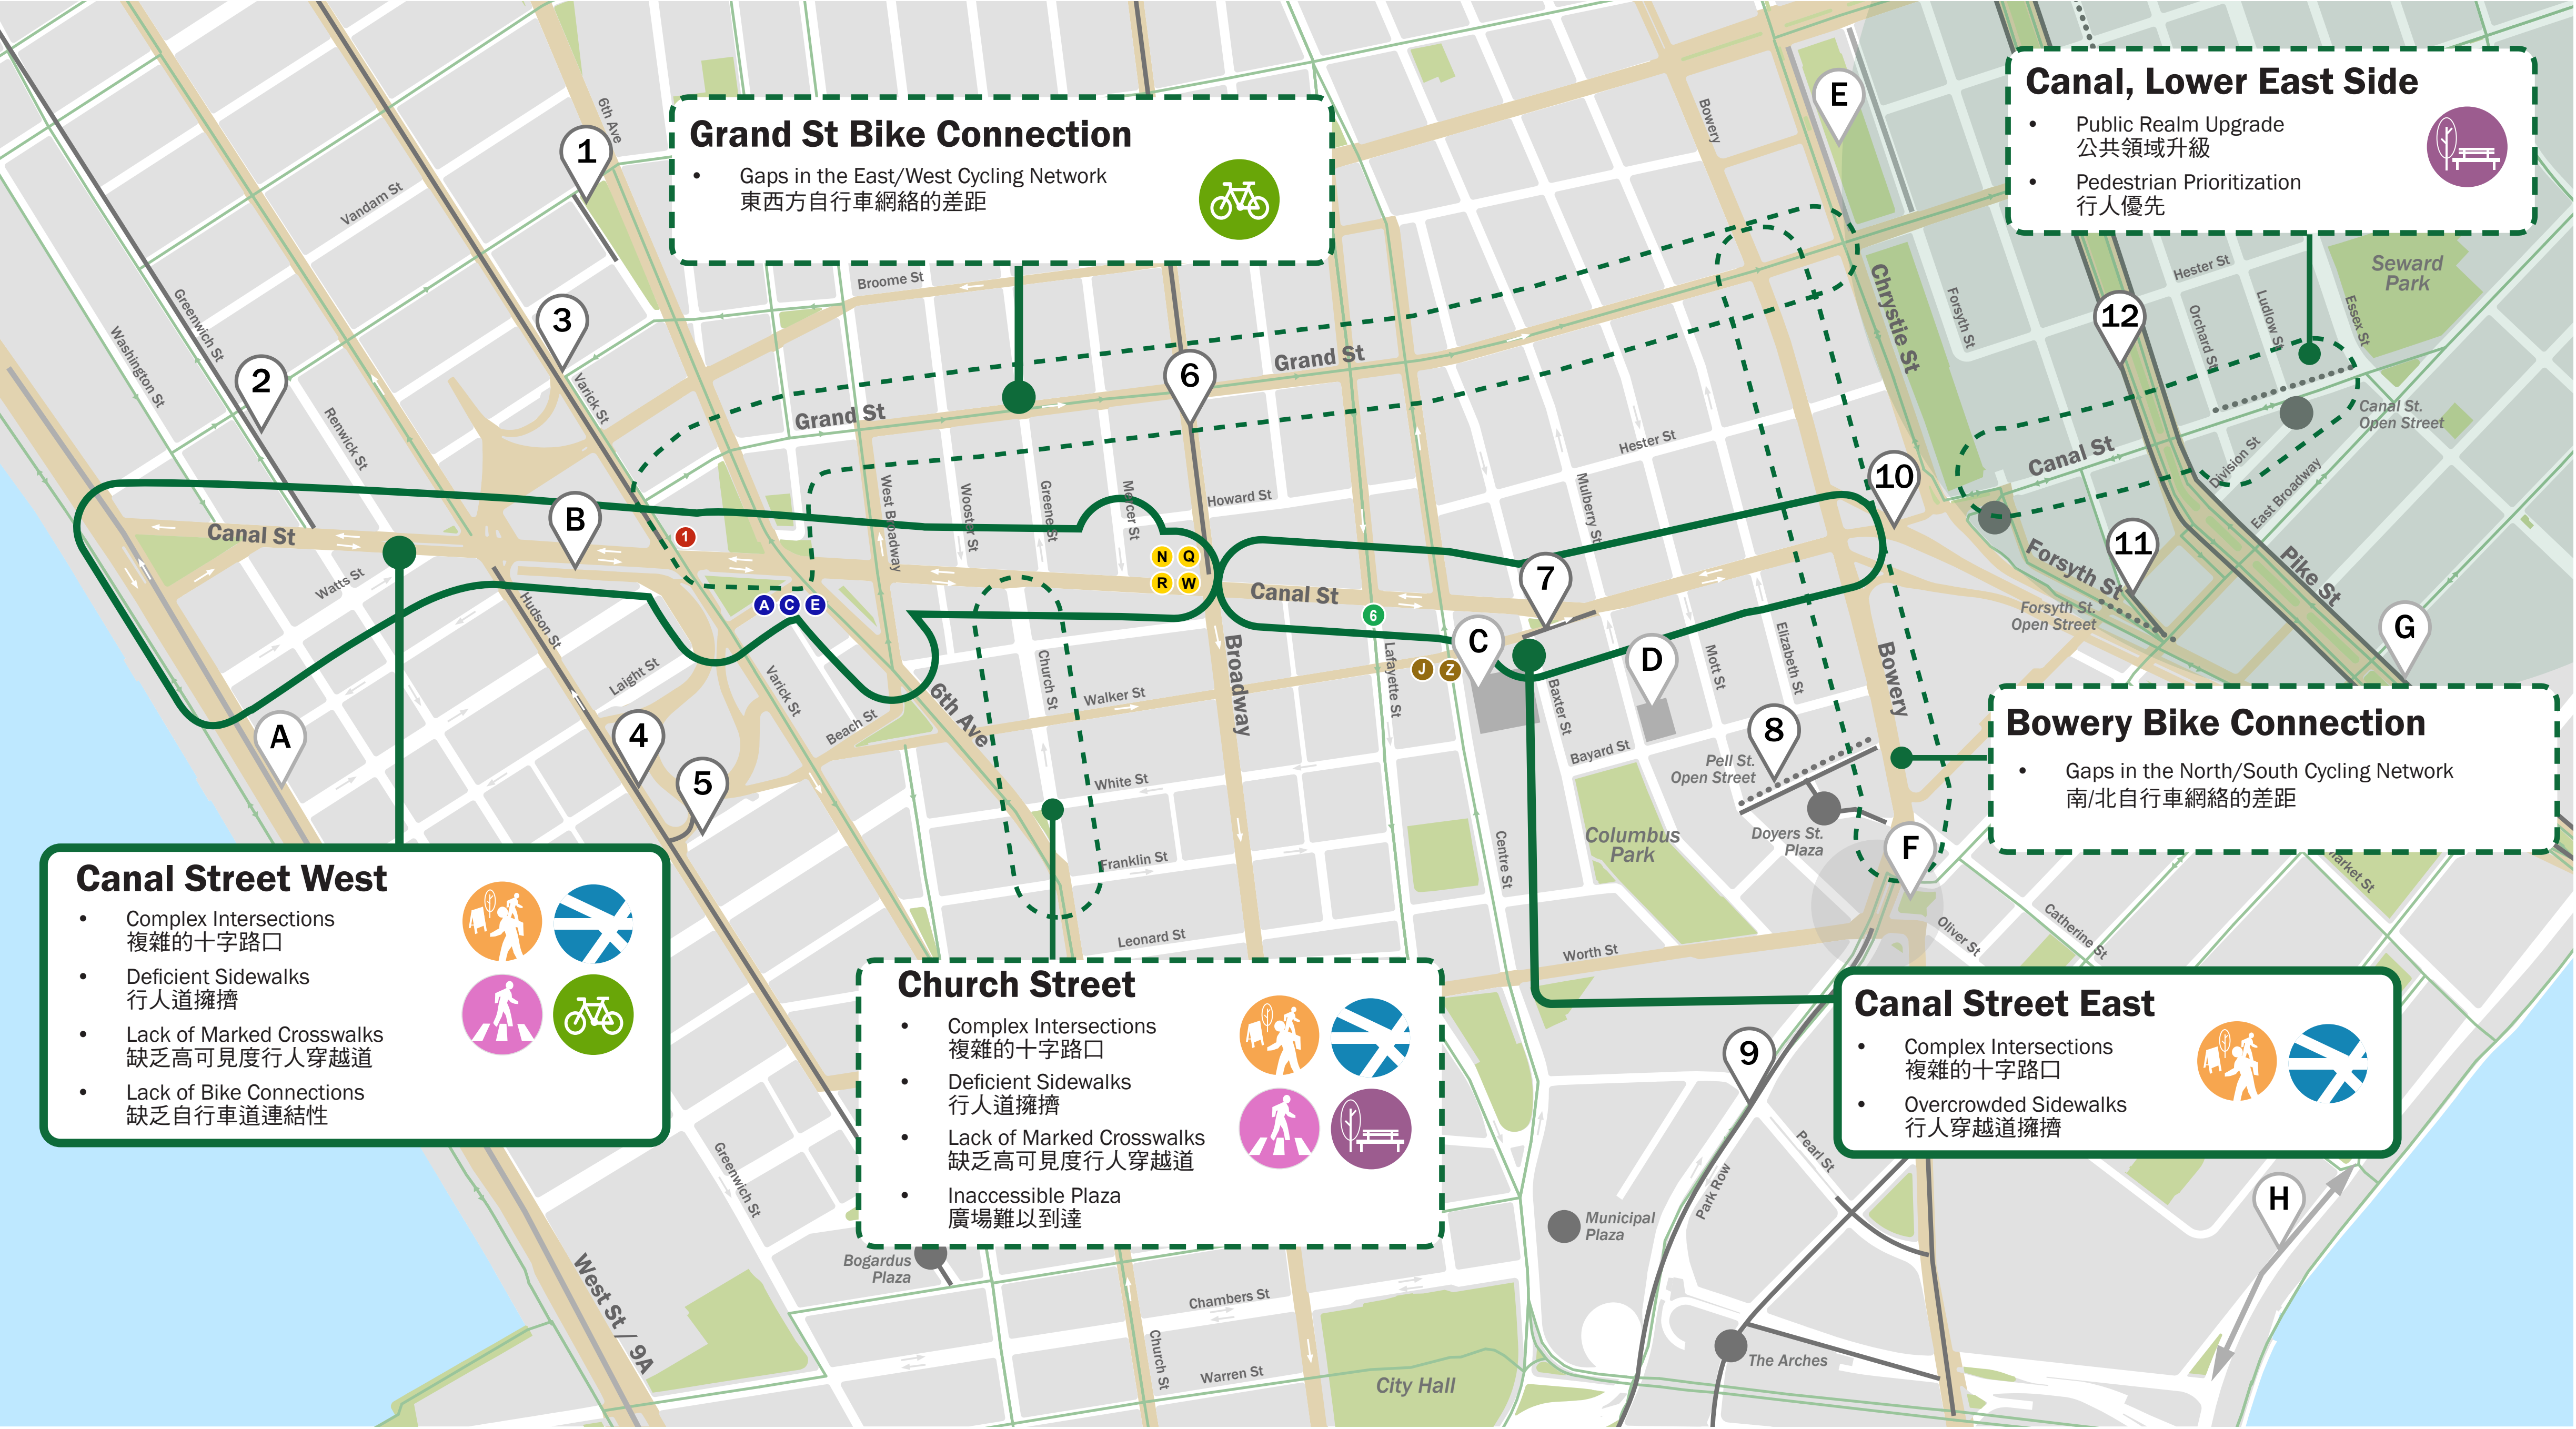 Grand St Bike Connection
• Gaps in the East/West Cycling Network
東西方自行車網絡的差距
Canal, Lower East Side
• Public Realm Upgrade
公共領域升級
• Pedestrian Prioritization
行人優先
Bowery Bike Connection
• Gaps in the North/South Cycling Network
南/北自行車網絡的差距
Canal Street West
• Complex Intersections
複雜的十字路口
• Deficient Sidewalks
行人道擁擠
• Lack of Marked Crosswalks
缺乏高可見度行人穿越道
• Lack of Bike Connections
缺乏自行車道連結性
Church Street
• Complex Intersections
複雜的十字路口
• Deficient Sidewalks
行人道擁擠
• Lack of Marked Crosswalks
缺乏高可見度行人穿越道
• Inaccessible Plaza
廣場難以到達
Canal Street East
• Complex Intersections
複雜的十字路口
• Overcrowded Sidewalks
行人穿越道擁擠
6th Ave
1
Vandam St
Greenwich St
Washington St
2
3
Renwick St
Varick St
Broome St
Grand St
Grand St
6
Bowery
E
Chrystie St
Forsyth St
12
Hester St
Orchard St
Ludlow St
Essex St
Seward
Park
Canal St.
Open Street
Canal St
Division St
East Broadway
Hester St
Mulberry St
10
11
Forsyth St
Forsyth St.
Open Street
Pike St
G
Canal St
B
1
West Broadway
Wooster St
Greene St
Mercer St
Howard St
N
Q
R
W
A
C
E
Canal St
6
7
Watts St
Hudson St
Laight St
Varick St
Beach St
6th Ave
Church St
Walker St
Broadway
Lafayette St
J
Z
C
D
Baxter St
Mott St
Elizabeth St
Bowery
A
4
5
White St
Franklin St
Leonard St
Centre St
Bayard St
Columbus
Park
8
Pell St.
Open Street
Doyers St.
Plaza
F
Worth St
Oliver St
Catherine St
9
Pearl St
Park Row
H
Greenwich St
West St / 9A
Bogardus
Plaza
Chambers St
Church St
Warren St
City Hall
Municipal
Plaza
The Arches